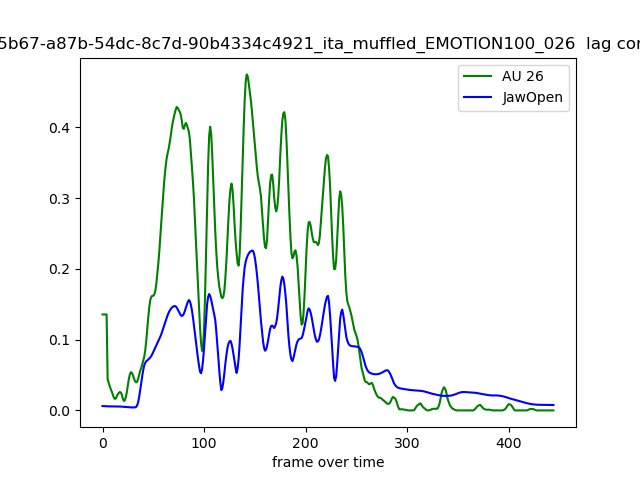 5b67-a87b-54dc-8c7d-90b4334c4921_ita_muffled_EMOTION100_026 lag cor
AU 26
JawOpen
0.4
0.3
0.2
0.1
0.0
0 100 200 300 400
frame over time